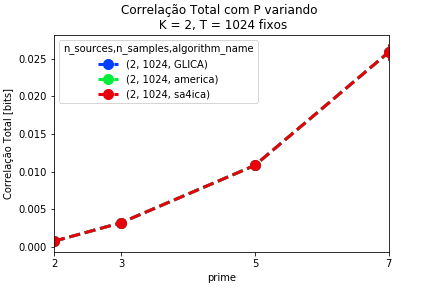 Correlação Total com P variando
K = 2, T = 1024 fixos
n_sources,n_samples,algorithm_name
(2, 1024, GLICA)
(2, 1024, america)
(2, 1024, sa4ica)
Correlação Total [bits]
0.025
0.020
0.015
0.010
0.005
0.000
2 3 5 7
prime